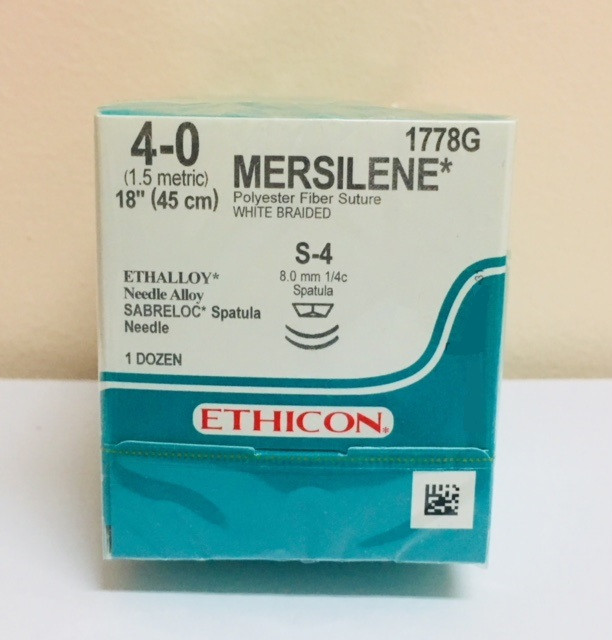 4-0
(1.5 metric)
18" (45 cm)
1778G
MERSILENE*
Polyester Fiber Suture
WHITE BRAIDED
S-4
8.0 mm 1/4c
Spatula
ETHALLOY*
Needle Alloy
SABRELOC* Spatula
Needle
1 DOZEN
ETHICON®